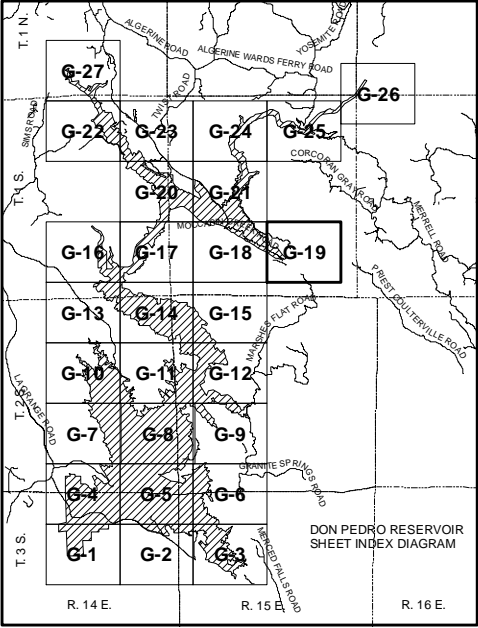 T. 1 N.
ALGERINE ROAD
YOSEMITE ROAD
ALGERINE WARDS FERRY ROAD
G-27
TWIST ROAD
G-26
SIMS ROAD
G-22
G-23
G-24
G-25
CORCORAN GRAY ROAD
T. 1 S.
G-20
G-21
MERRELL ROAD
G-16
G-17
G-18
G-19
PRIEST COULTERVILLE ROAD
G-13
G-14
G-15
MARSHES FLAT ROAD
G-10
G-11
G-12
LA GRANGE ROAD
T. 2 S.
G-7
G-8
G-9
GRANITE SPRINGS ROAD
G-4
G-5
G-6
DON PEDRO RESERVOIR
SHEET INDEX DIAGRAM
T. 3 S.
G-1
G-2
G-3
MERCED FALLS ROAD
R. 14 E.
R. 15 E.
R. 16 E.